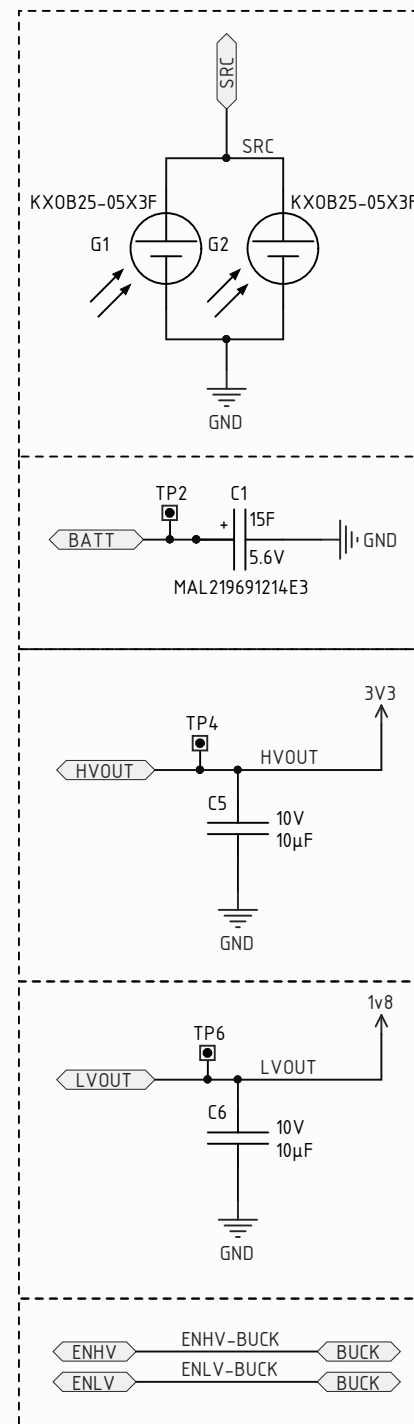 SRC
SRC
KXOB25-05X3F
KXOB25-05X3F
G1
G2
GND
TP2
C1
15F
BATT
+
GND
5.6V
MAL219691214E3
3V3
TP4
HVOUT
HVOUT
C5
10V
10µF
GND
1v8
TP6
LVOUT
LVOUT
C6
10V
10µF
GND
ENHV
ENHV-BUCK
BUCK
ENLV
ENLV-BUCK
BUCK